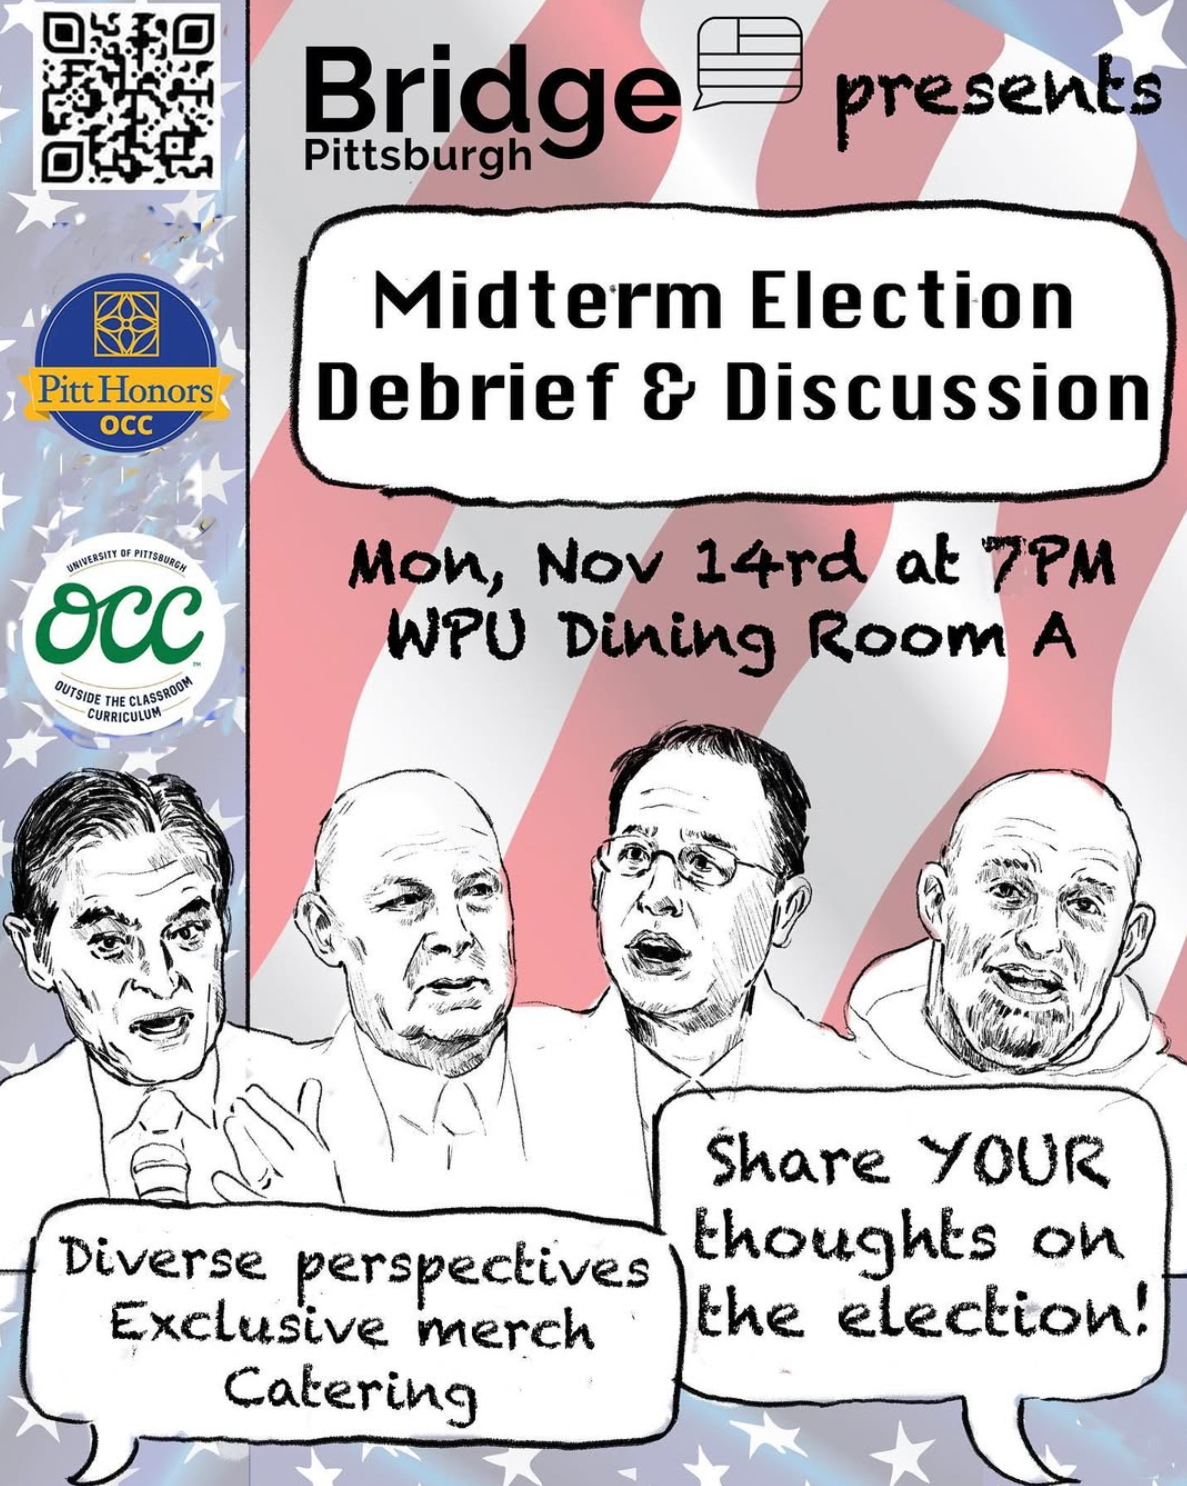 Bridge
Pittsburgh
presents
Midterm Election
Debrief & Discussion
Mon, Nov 14rd at 7PM
WPU Dining Room A
Pitt Honors
OCC
UNIVERSITY OF PITTSBURGH
OCC
TM
OUTSIDE THE CLASSROOM
CURRICULUM
Share YOUR
thoughts on
the election!
Diverse perspectives
Exclusive merch
Catering